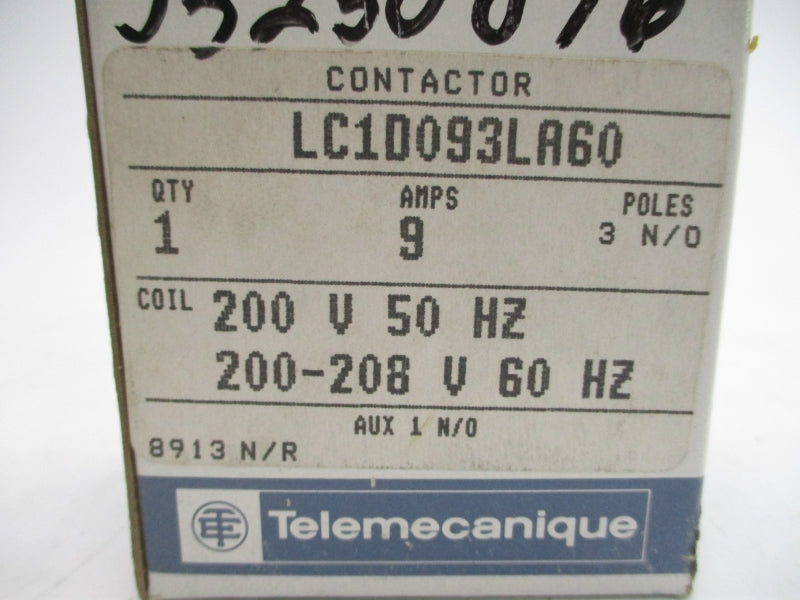 CONTACTOR
LC1D093LA60
QTY AMPS POLES
1 9 3 N/O
COIL 200 V 50 HZ
200-208 V 60 HZ
AUX 1 N/O
8913 N/R
TE Telemecanique